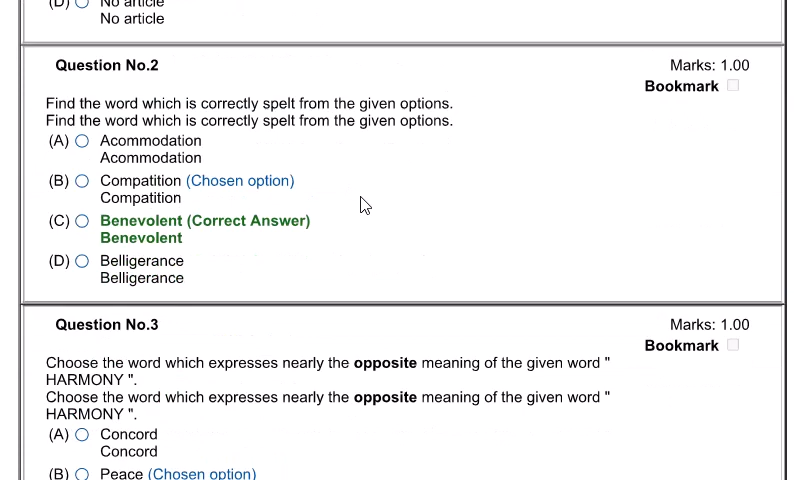 (D) No article
No article
Question No.2 Marks: 1.00
Bookmark
Find the word which is correctly spelt from the given options.
Find the word which is correctly spelt from the given options.
(A) Acommodation
Acommodation
(B) Compatition (Chosen option)
Compatition
(C) Benevolent (Correct Answer)
Benevolent
(D) Belligerance
Belligerance
Question No.3 Marks: 1.00
Bookmark
Choose the word which expresses nearly the opposite meaning of the given word "
HARMONY ".
Choose the word which expresses nearly the opposite meaning of the given word "
HARMONY ".
(A) Concord
Concord
(B) Peace (Chosen option)